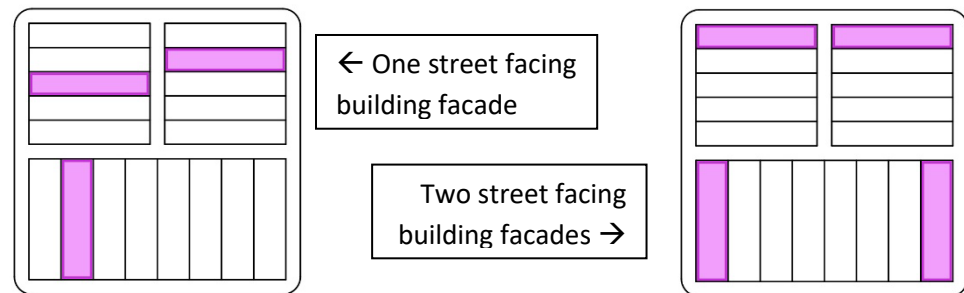 ← One street facing
building facade
Two street facing
building facades →